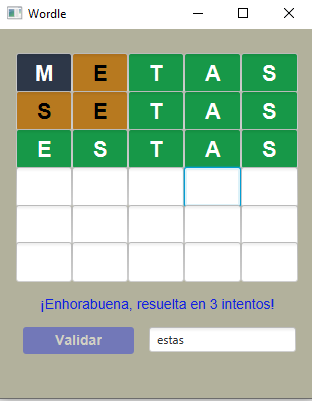 Wordle
M E T A S
S E T A S
E S T A S
¡Enhorabuena, resuelta en 3 intentos!
Validar estas